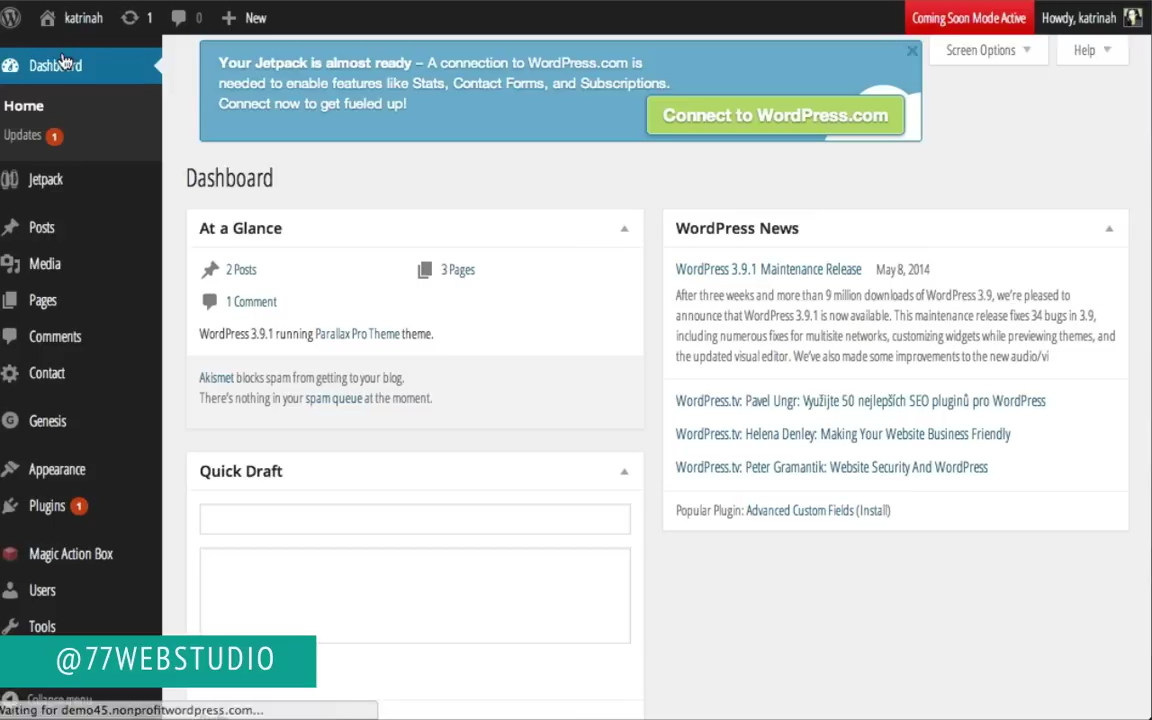 katrinah 1 0 New Coming Soon Mode Active Howdy, katrinah
Screen Options Help
Dashboard
Home
Updates 1
Jetpack
Posts
Media
Pages
Comments
Contact
Genesis
Appearance
Plugins 1
Magic Action Box
Users
Tools
Collapse menu
Your Jetpack is almost ready – A connection to WordPress.com is
needed to enable features like Stats, Contact Forms, and Subscriptions.
Connect now to get fueled up!
Connect to WordPress.com
Dashboard
At a Glance
2 Posts 3 Pages
1 Comment
WordPress 3.9.1 running Parallax Pro Theme theme.
Akismet blocks spam from getting to your blog.
There's nothing in your spam queue at the moment.
Quick Draft
WordPress News
WordPress 3.9.1 Maintenance Release May 8, 2014
After three weeks and more than 9 million downloads of WordPress 3.9, we're pleased to
announce that WordPress 3.9.1 is now available. This maintenance release fixes 34 bugs in 3.9,
including numerous fixes for multisite networks, customizing widgets while previewing themes, and
the updated visual editor. We've also made some improvements to the new audio/vi
WordPress.tv: Pavel Ungr: Využijte 50 nejlepších SEO pluginů pro WordPress
WordPress.tv: Helena Denley: Making Your Website Business Friendly
WordPress.tv: Peter Gramantik: Website Security And WordPress
Popular Plugin: Advanced Custom Fields (Install)
@77WEBSTUDIO
Waiting for demo45.nonprofitwordpress.com...